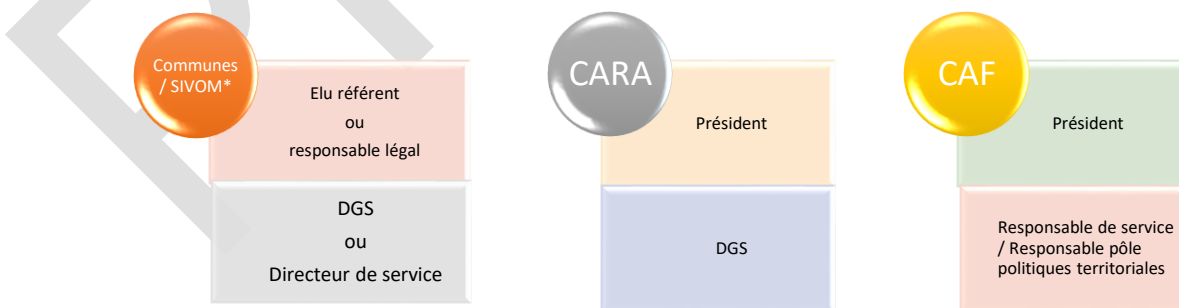 Communes
/ SIVOM*
Elu référent
ou
responsable légal
DGS
ou
Directeur de service
CARA
Président
DGS
CAF
Président
Responsable de service
/ Responsable pôle
politiques territoriales